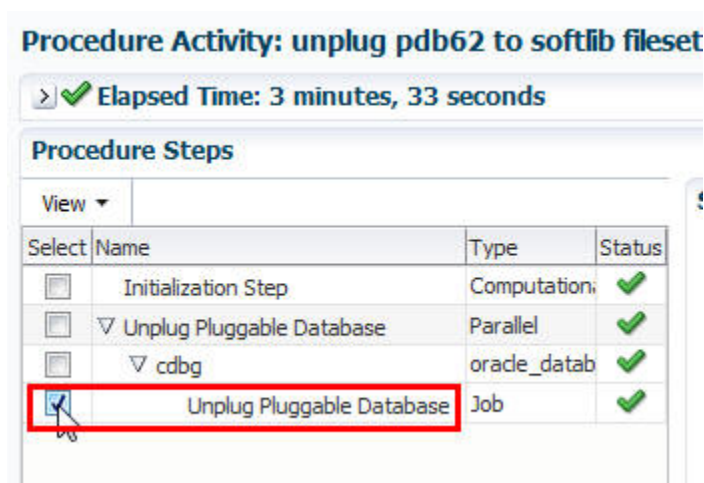 Procedure Activity: unplug pdb62 to softlib fileset
Elapsed Time: 3 minutes, 33 seconds
Procedure Steps
View
Select Name Type Status
Initialization Step Computation
Unplug Pluggable Database Parallel
cdbg oracle_datab
Unplug Pluggable Database Job